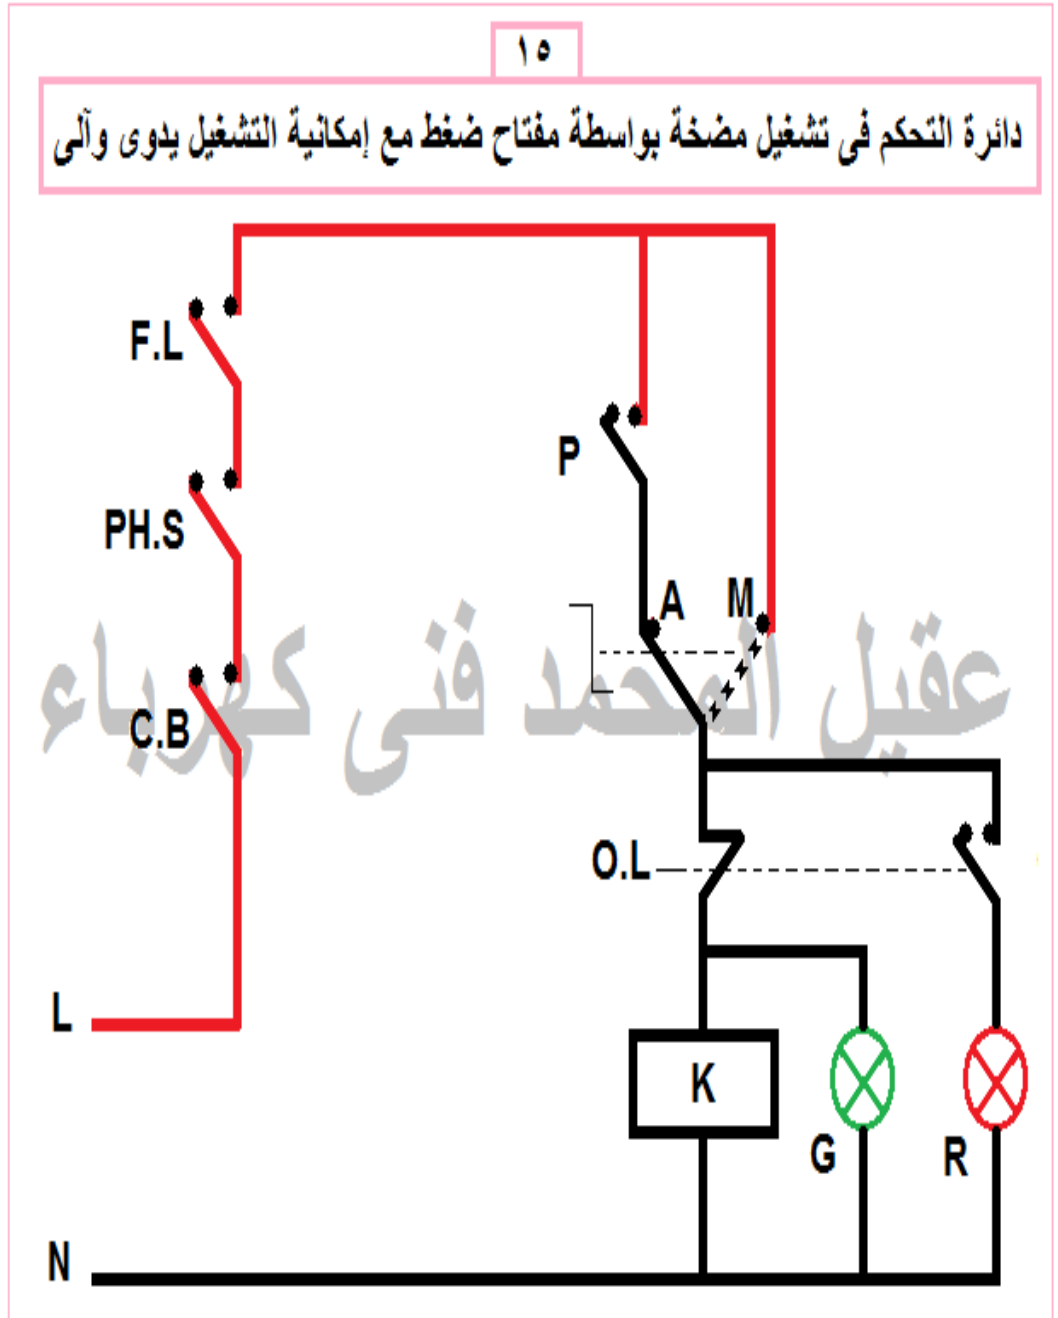 ١٥
دائرة التحكم فى تشغيل مضخة بواسطة مفتاح ضغط مع إمكانية التشغيل يدوى وآلى
F.L
P
PH.S
A M
عقيل المحمد فنى كهرباء
C.B
O.L
L
K
G R
N